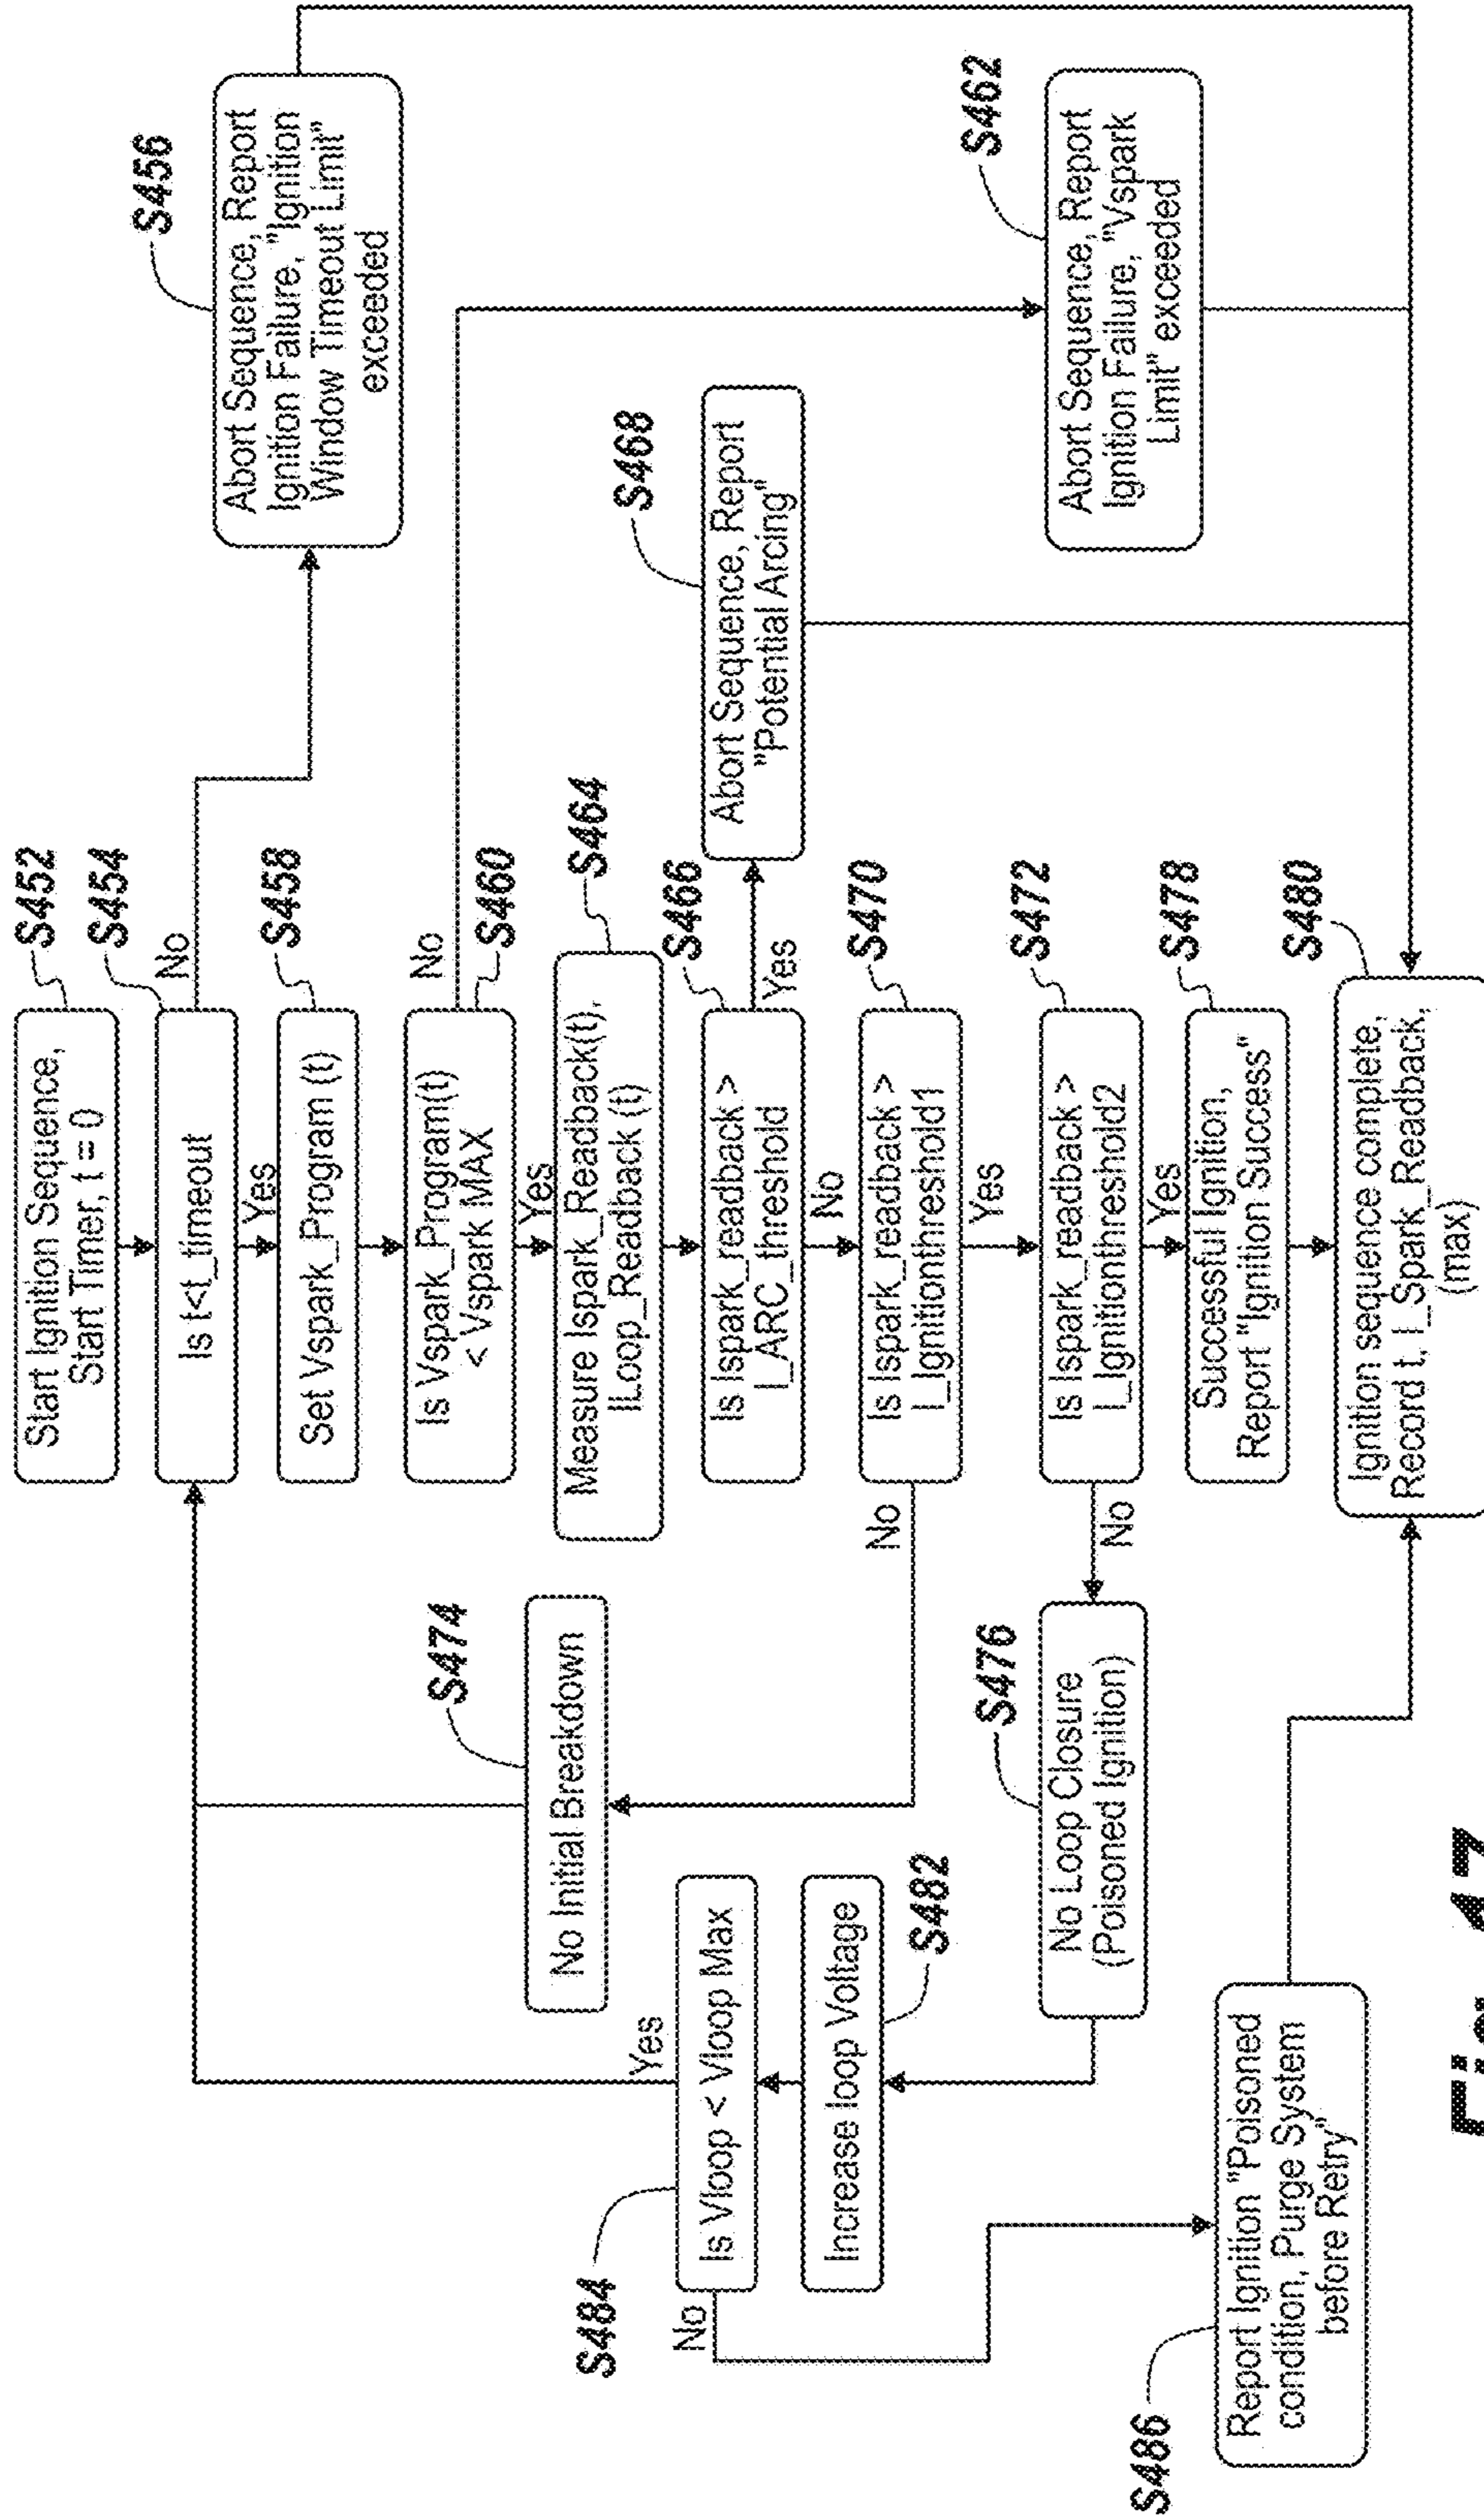 Start Ignition Sequence,
Start Timer, t = 0
S452
Is t<t_timeout
S454
No
Yes
Abort Sequence, Report
Ignition Failure, "Ignition
Window Timeout Limit"
exceeded
S456
Set Vspark_Program (t)
S458
Is Vspark_Program(t)
< Vspark MAX
S460
No
Yes
Abort Sequence, Report
Ignition Failure, "Vspark
Limit" exceeded
S462
Measure Ispark_Readback(t),
ILoop_Readback (t)
S464
Is Ispark_readback >
I_ARC_threshold
S466
Yes
No
Abort Sequence, Report
"Potential Arcing"
S468
Is Ispark_readback >
I_Ignitionthreshold1
S470
No
Yes
No Initial Breakdown
S474
Is Ispark_readback >
I_Ignitionthreshold2
S472
No
Yes
No Loop Closure
(Poisoned Ignition)
S476
Increase loop Voltage
S482
Is Vloop < Vloop Max
S484
Yes
No
Report Ignition "Poisoned
condition, Purge System
before Retry"
S486
Successful Ignition,
Report "Ignition Success"
S478
Ignition sequence complete,
Record t, I_Spark_Readback,
(max)
S480